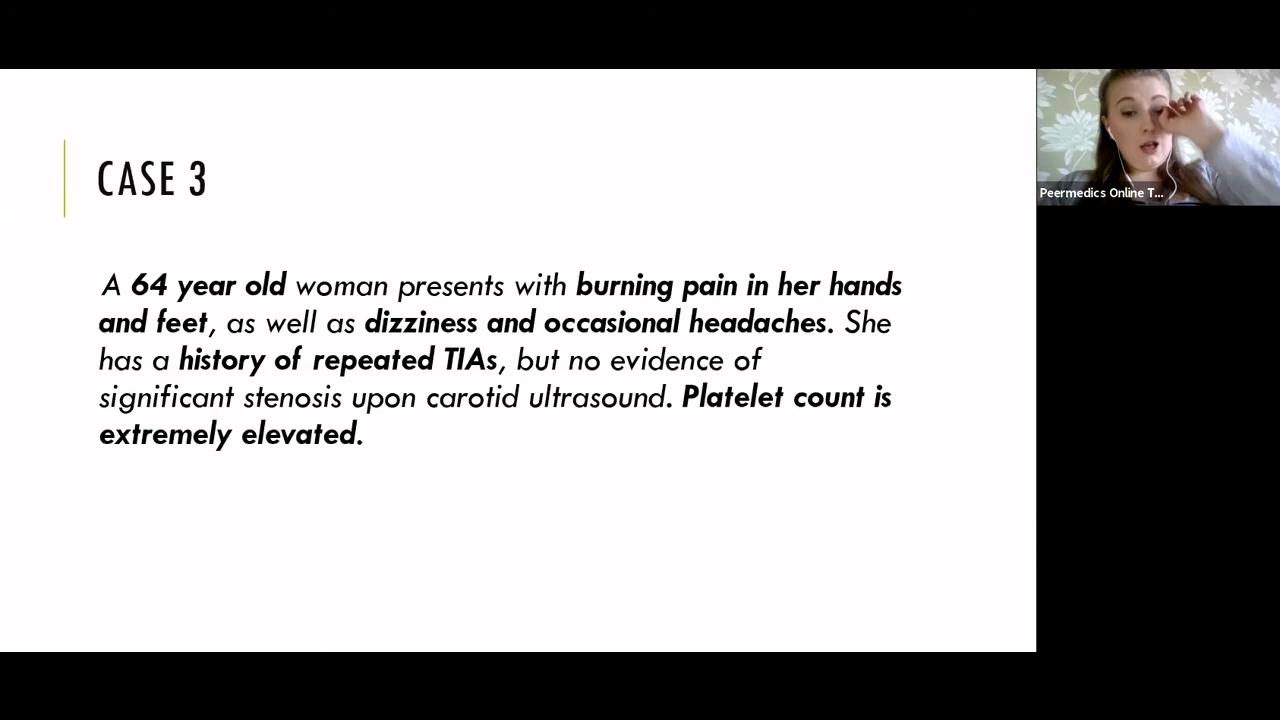 CASE 3
A 64 year old woman presents with burning pain in her hands
and feet, as well as dizziness and occasional headaches. She
has a history of repeated TIAs, but no evidence of
significant stenosis upon carotid ultrasound. Platelet count is
extremely elevated.
Peermedics Online T...